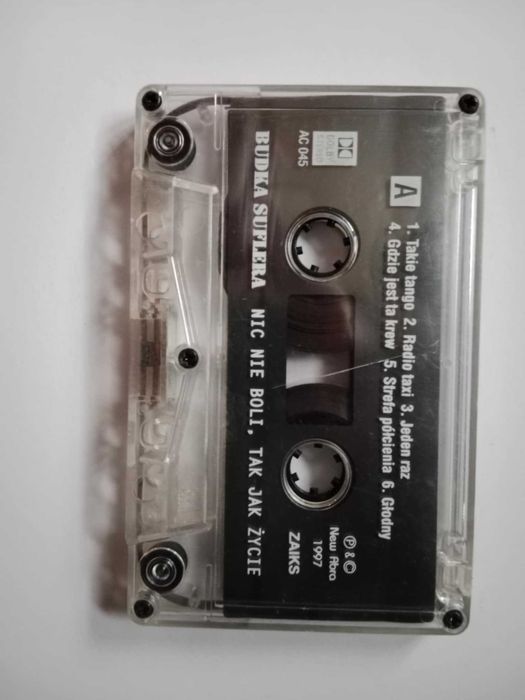 A
1. Takie tango 2. Radio taxi 3. Jeden raz
4. Gdzie jest ta krew 5. Strefa półcienia 6. Głodny
DOLBY
AC 045
℗ & ©
New Abra
1997
ZAIKS
BUDKA SUFLERA NIC NIE BOLI, TAK JAK ŻYCIE